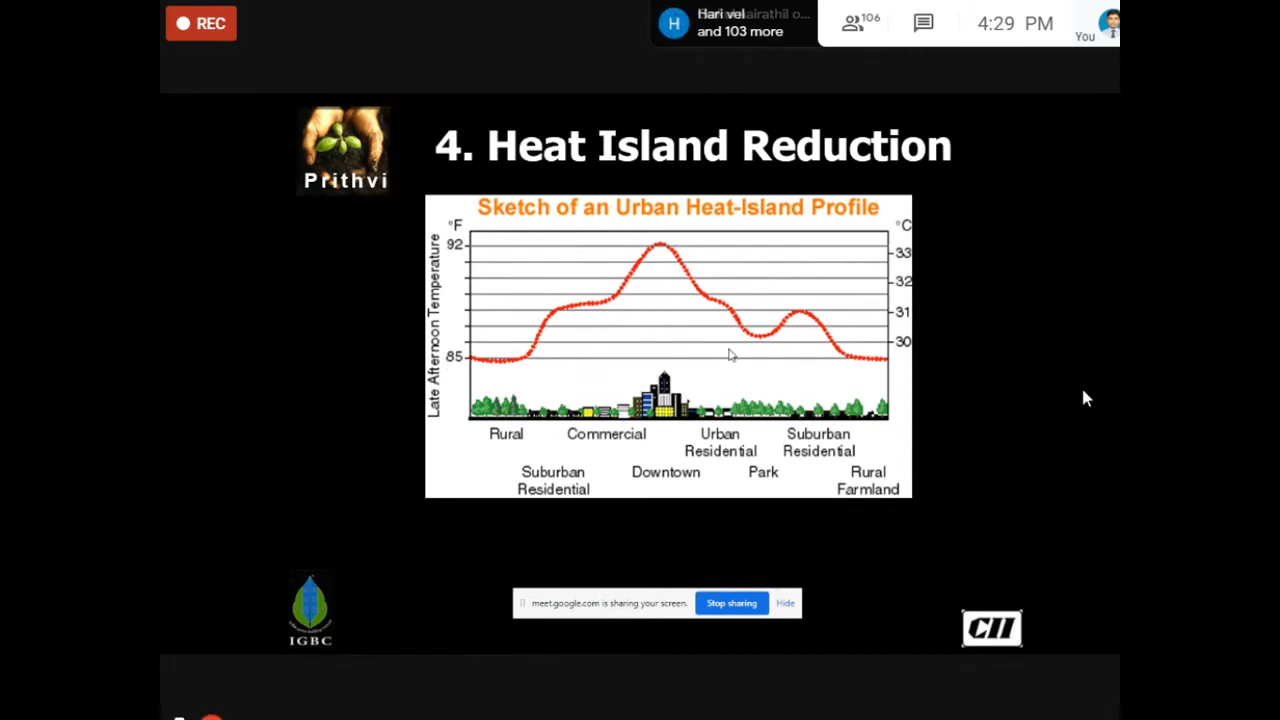 REC
Hari vel
and 103 more
106
4:29 PM
You
Prithvi
4. Heat Island Reduction
Sketch of an Urban Heat-Island Profile
°F
°C
92
33
32
31
30
85
Late Afternoon Temperature
Rural
Commercial
Urban
Residential
Suburban
Residential
Suburban
Residential
Downtown
Park
Rural
Farmland
meet.google.com is sharing your screen.
Stop sharing
Hide
IGBC
CII